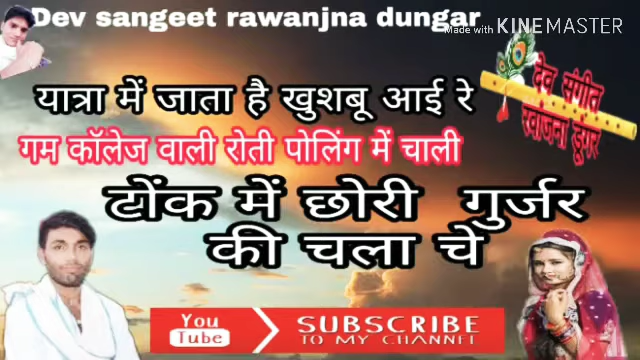 Dev sangeet rawanjna dungar
Made with KINEMASTER
देव संगीत
रवांजना डूंगर
यात्रा में जाता है खुशबू आई रे
गम कॉलेज वाली रोती पोलिंग में चाली
टोंक में छोरी गुर्जर
की चला चे
You
Tube
SUBSCRIBE
TO MY CHANNEL